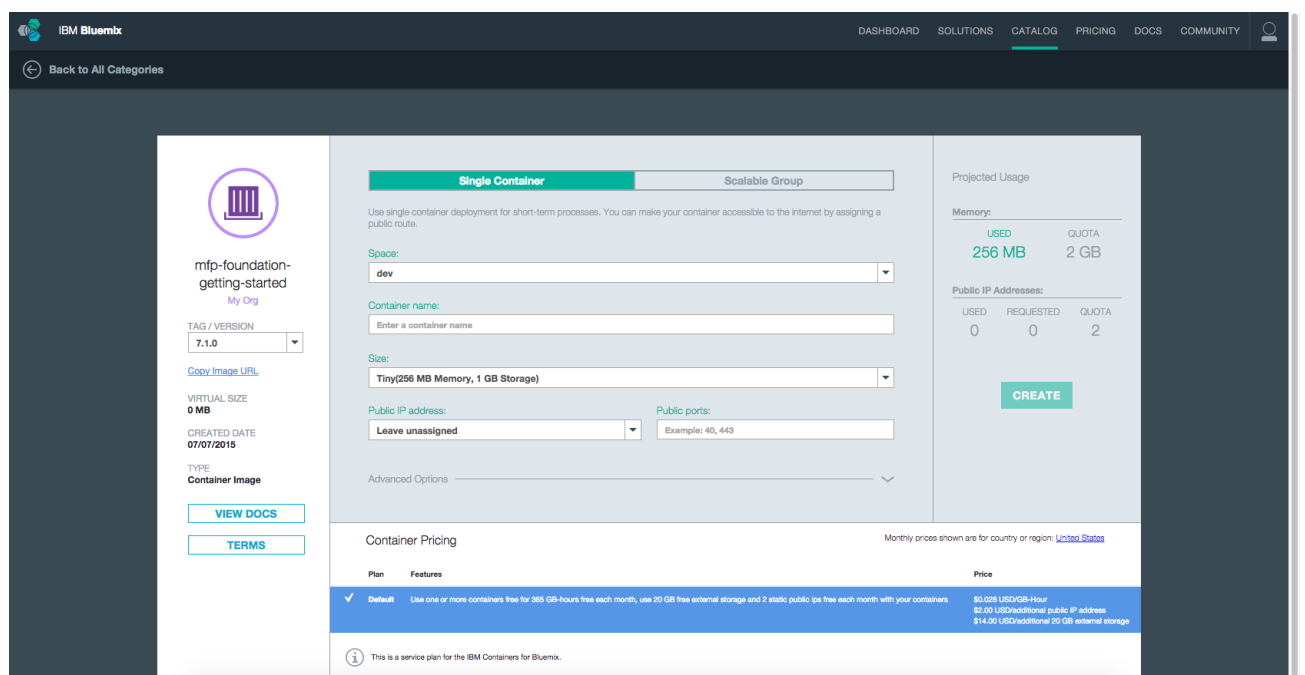 IBM Bluemix
DASHBOARD SOLUTIONS CATALOG PRICING DOCS COMMUNITY
Back to All Categories
mfp-foundation-
getting-started
My Org
TAG / VERSION
7.1.0
Copy Image URL
VIRTUAL SIZE
0 MB
CREATED DATE
07/07/2015
TYPE
Container Image
VIEW DOCS
TERMS
Single Container Scalable Group
Use single container deployment for short-term processes. You can make your container accessible to the internet by assigning a
public route.
Space:
dev
Container name:
Enter a container name
Size:
Tiny(256 MB Memory, 1 GB Storage)
Public IP address: Public ports:
Leave unassigned Example: 40, 443
Advanced Options
Projected Usage
Memory:
USED QUOTA
256 MB 2 GB
Public IP Addresses:
USED REQUESTED QUOTA
0 0 2
CREATE
Container Pricing Monthly prices shown are for country or region: United States
Plan Features Price
Default Use one or more containers free for 365 GB-hours free each month, use 20 GB free external storage and 2 static public ips free each month with your containers $0.028 USD/GB-Hour
$2.00 USD/additional public IP address
$14.00 USD/additional 20 GB external storage
This is a service plan for the IBM Containers for Bluemix.